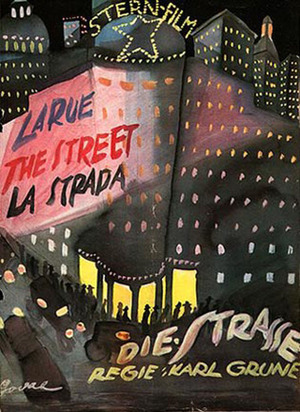 STERN-FILM
LARUE
THE STREET
LA STRADA
DIE·STRASSE
REGIE: KARL GRUNE